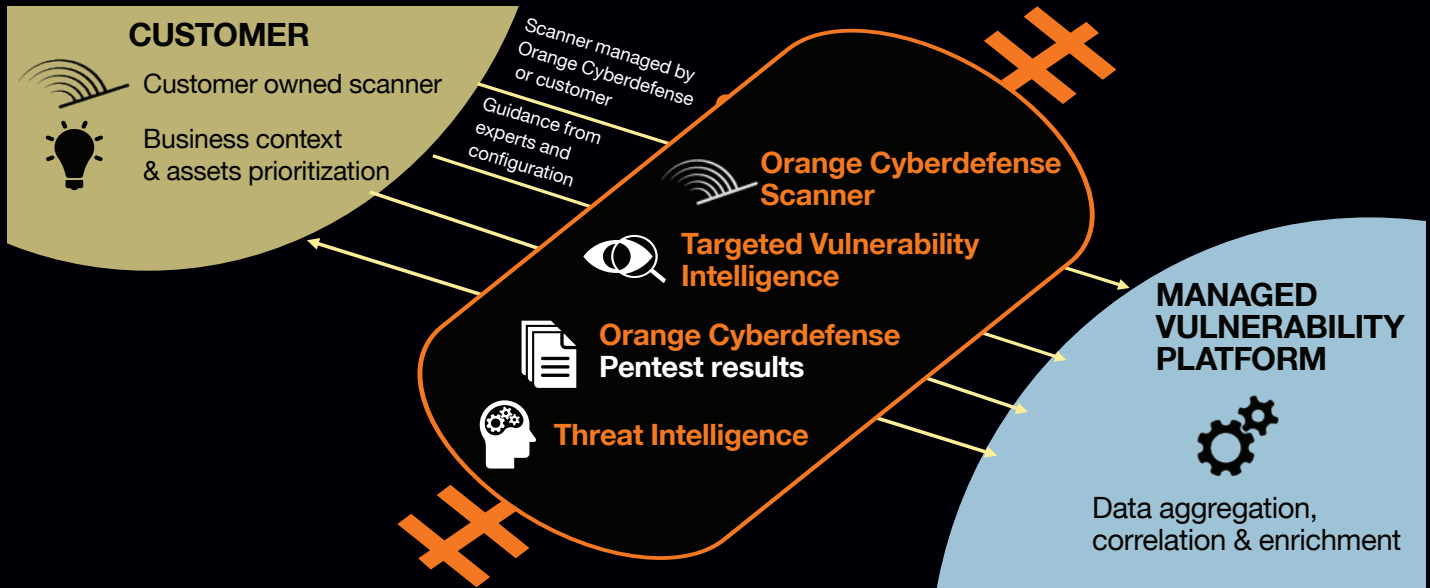 CUSTOMER
Customer owned scanner
Business context
& assets prioritization
Scanner managed by
Orange Cyberdefense
or customer
Guidance from
experts and
configuration
Orange Cyberdefense
Scanner
Targeted Vulnerability
Intelligence
Orange Cyberdefense
Pentest results
Threat Intelligence
MANAGED
VULNERABILITY
PLATFORM
Data aggregation,
correlation & enrichment